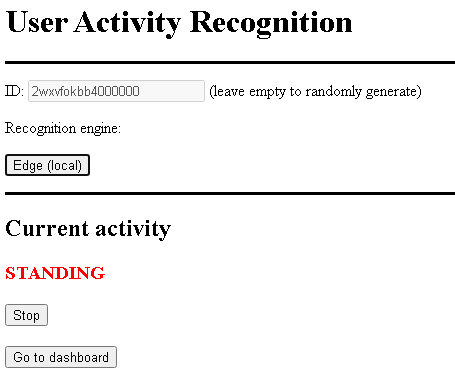 User Activity Recognition
ID: 2wxvfokbb4000000 (leave empty to randomly generate)
Recognition engine:
Edge (local)
Current activity
STANDING
Stop
Go to dashboard